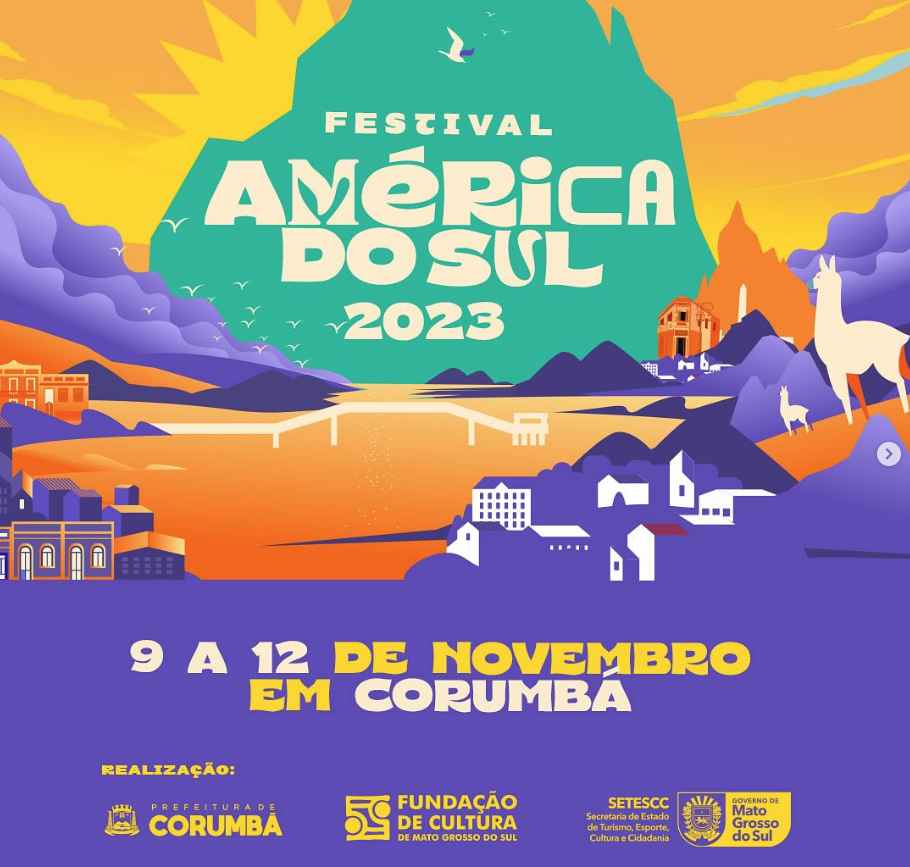 FESTIVAL
AMÉRICA
DO SUL
2023
9 A 12 DE NOVEMBRO
EM CORUMBÁ
REALIZAÇÃO:
PREFEITURA DE
CORUMBÁ
FUNDAÇÃO
DE CULTURA
DE MATO GROSSO DO SUL
SETESCC
Secretaria de Estado
de Turismo, Esporte,
Cultura e Cidadania
GOVERNO DE
Mato
Grosso
do Sul